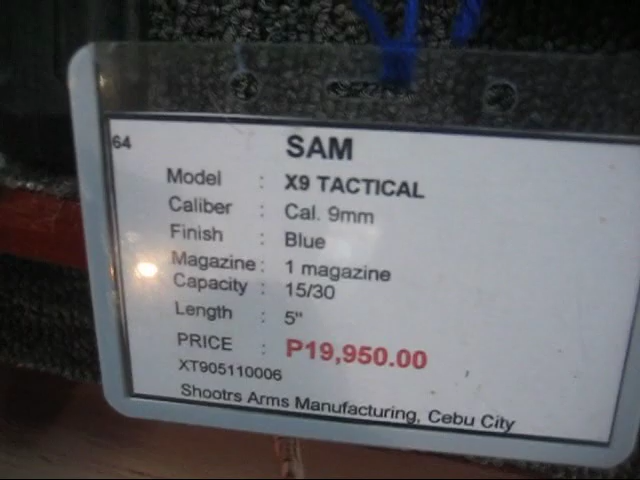 64 SAM
Model : X9 TACTICAL
Caliber : Cal. 9mm
Finish : Blue
Magazine : 1 magazine
Capacity : 15/30
Length : 5"
PRICE : P19,950.00
XT905110006
Shootrs Arms Manufacturing, Cebu City